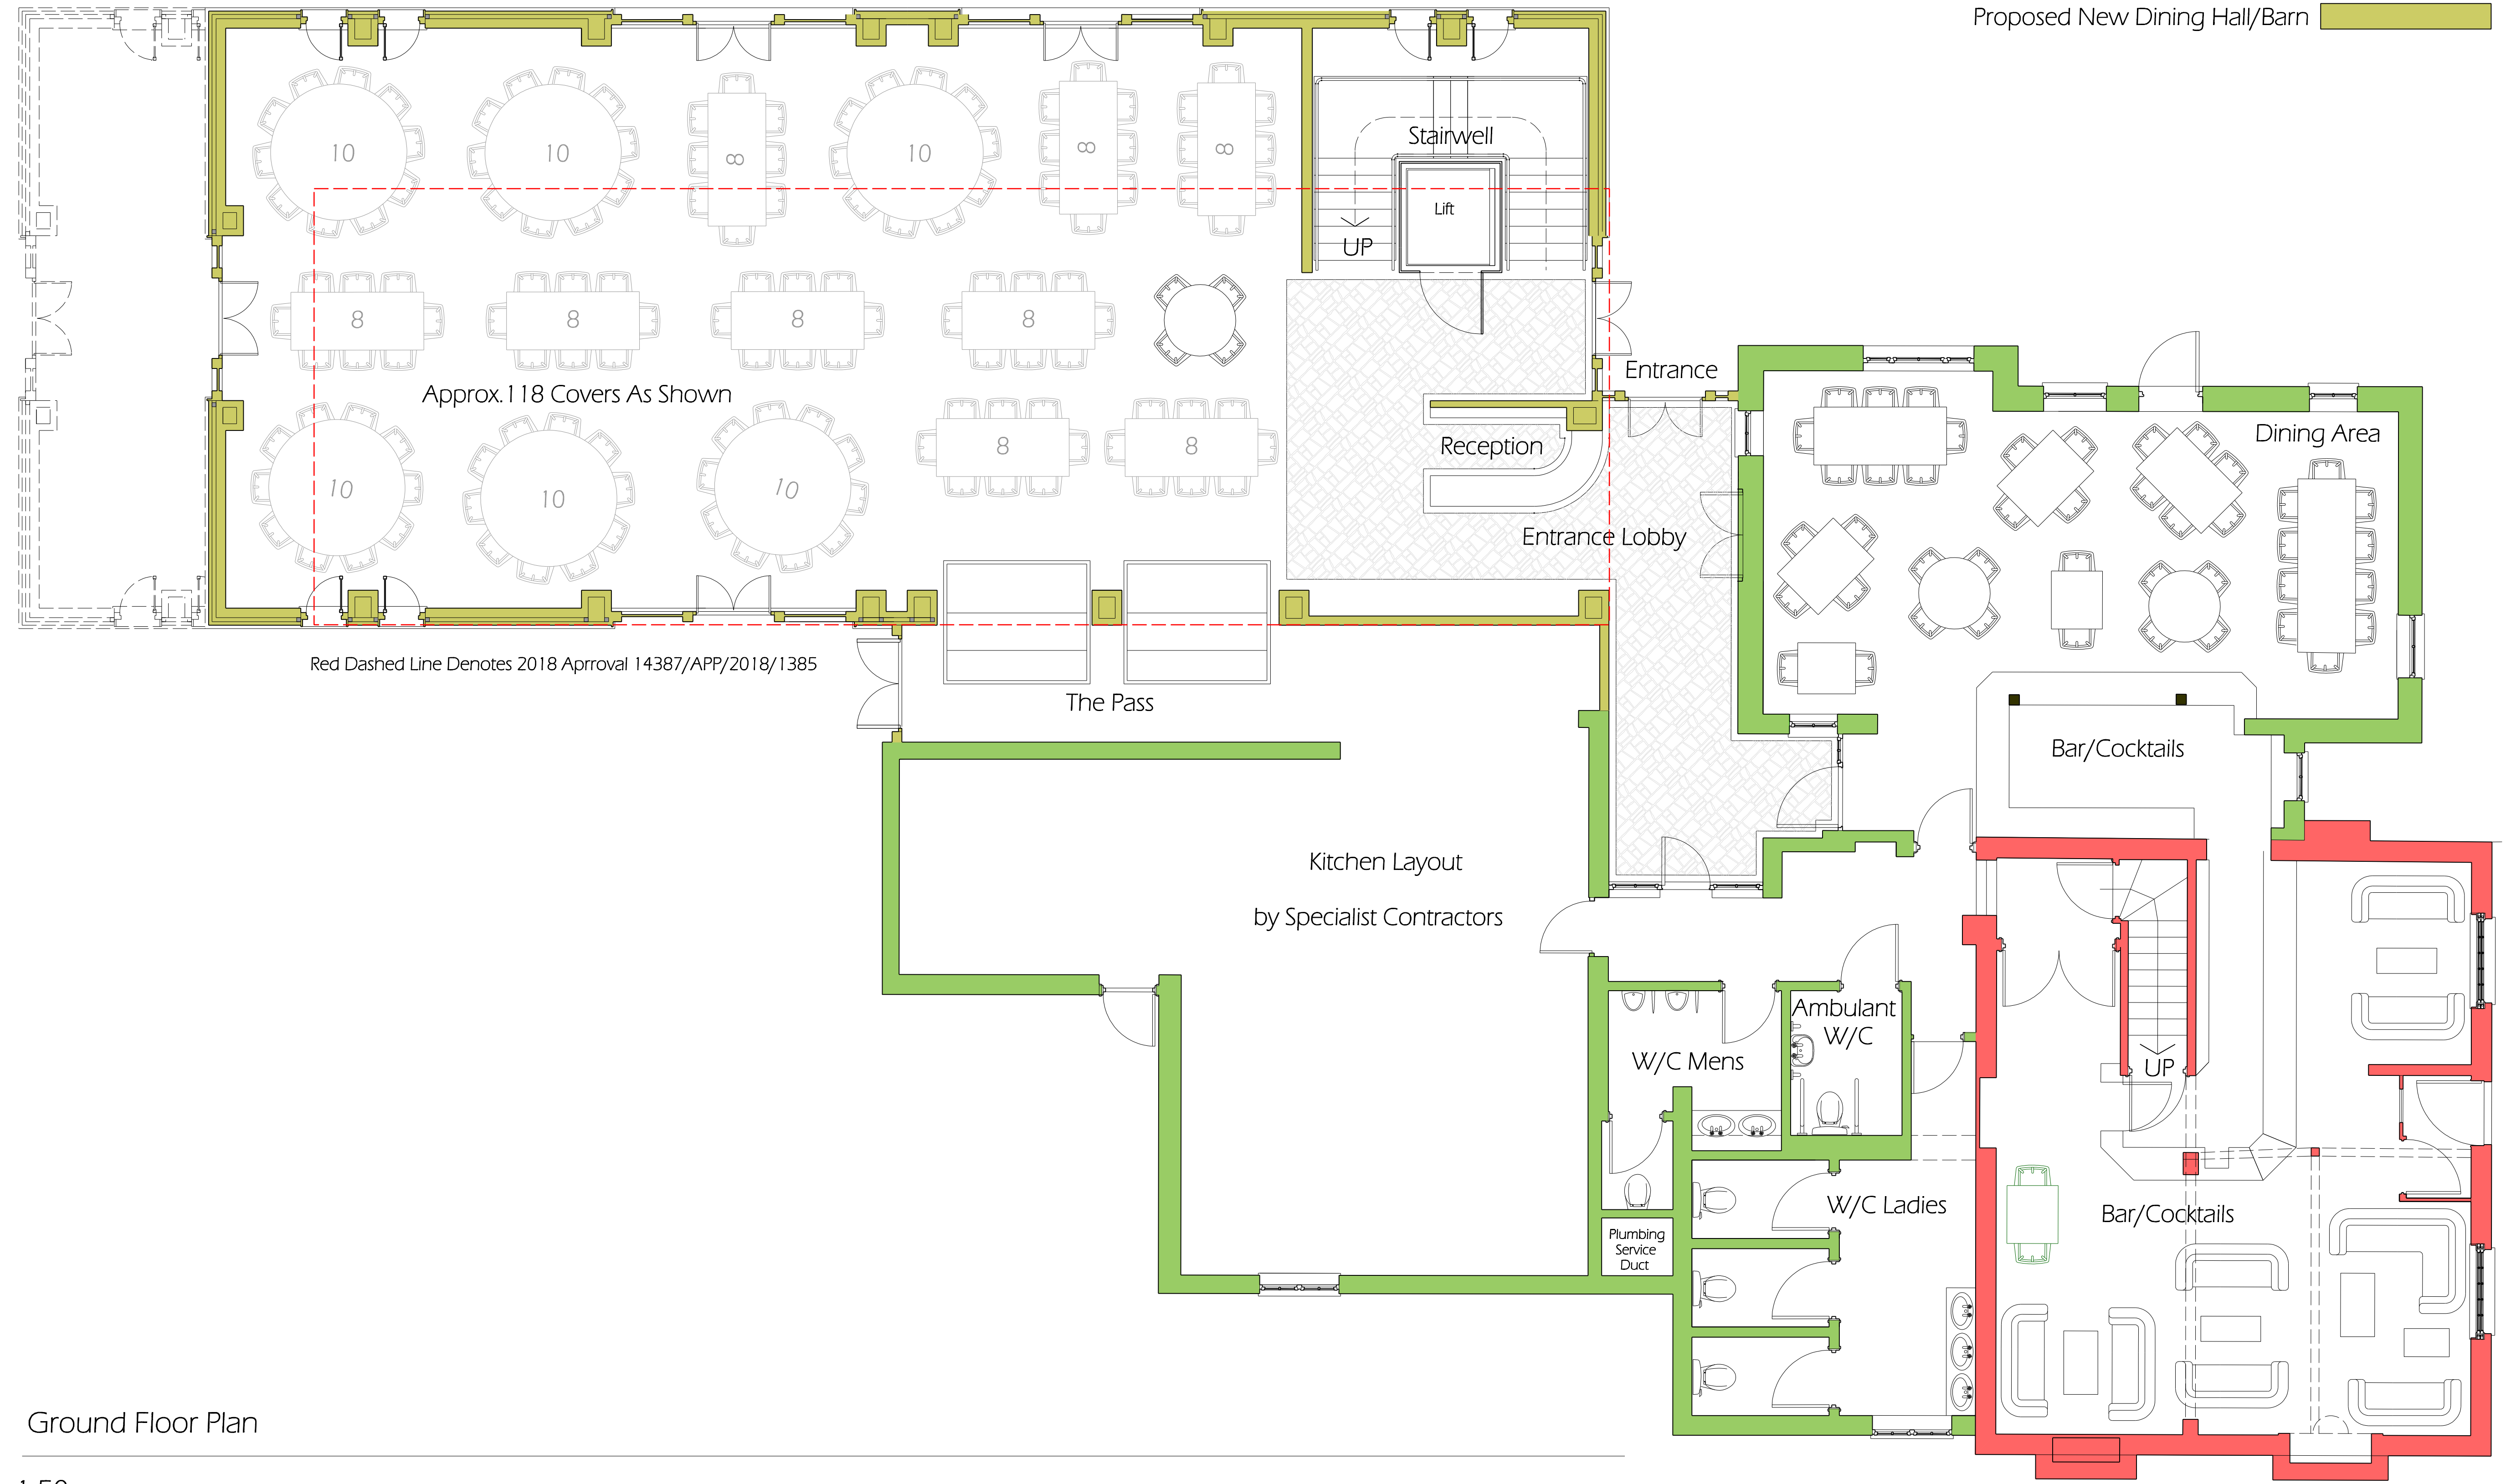 Proposed New Dining Hall/Barn
10
10
8
10
8
8
Stairwell
Lift
UP
8
8
8
8
Approx.118 Covers As Shown
Entrance
10
10
10
8
8
Reception
Dining Area
Entrance Lobby
Red Dashed Line Denotes 2018 Aprroval 14387/APP/2018/1385
The Pass
Bar/Cocktails
Kitchen Layout
by Specialist Contractors
Ambulant
W/C
W/C Mens
UP
W/C Ladies
Bar/Cocktails
Plumbing
Service
Duct
Ground Floor Plan